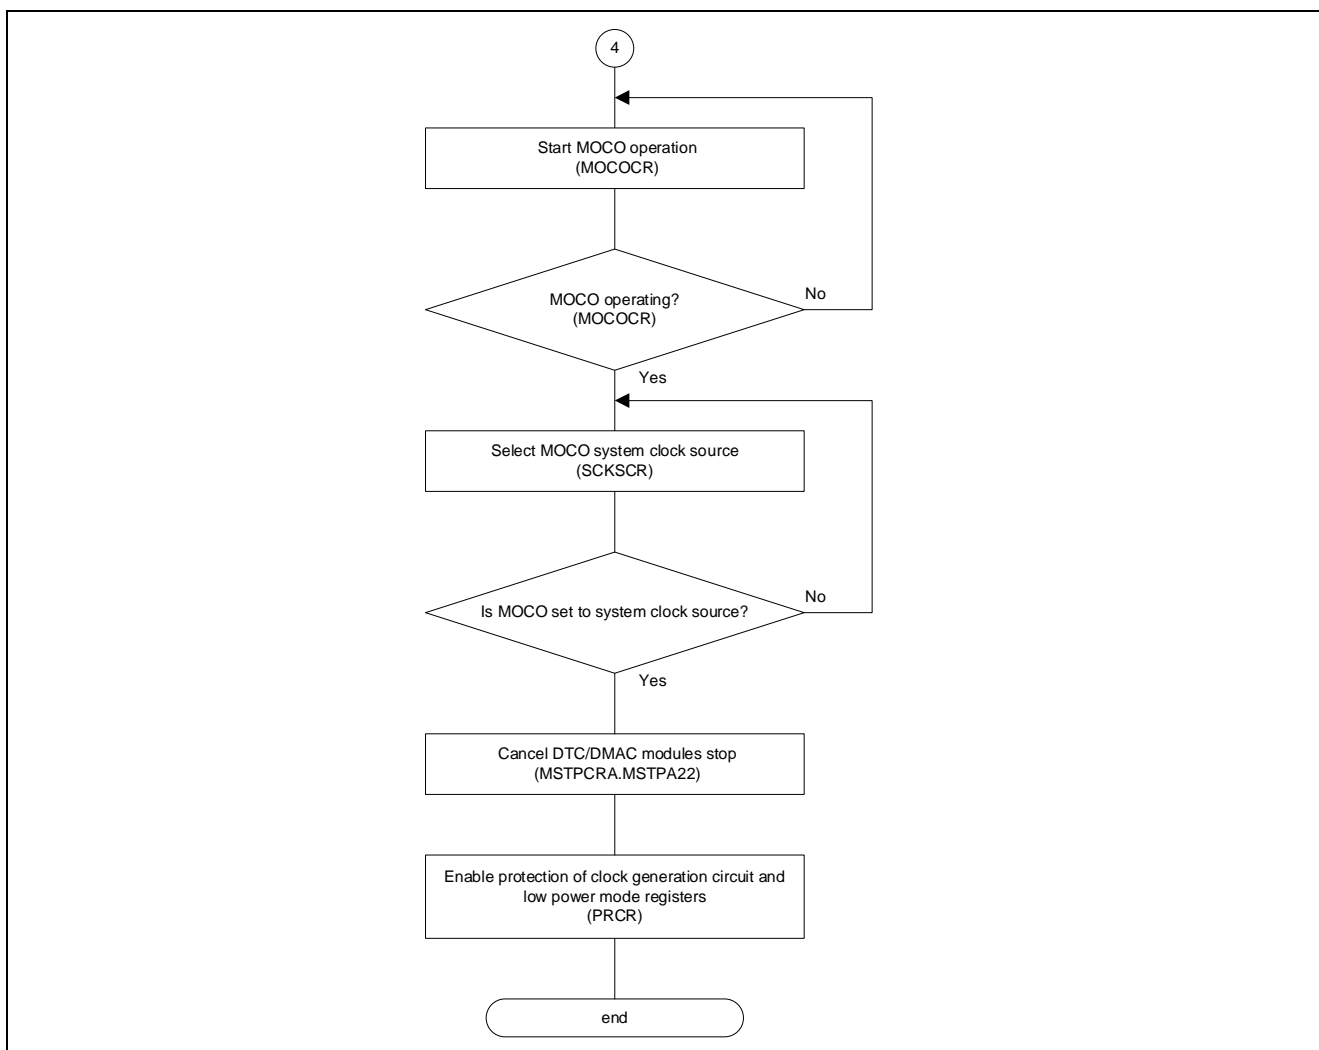 4
Start MOCO operation
(MOCOCR)
MOCO operating?
(MOCOCR)
No
Yes
Select MOCO system clock source
(SCKSCR)
Is MOCO set to system clock source?
No
Yes
Cancel DTC/DMAC modules stop
(MSTPCRA.MSTPA22)
Enable protection of clock generation circuit and
low power mode registers
(PRCR)
end